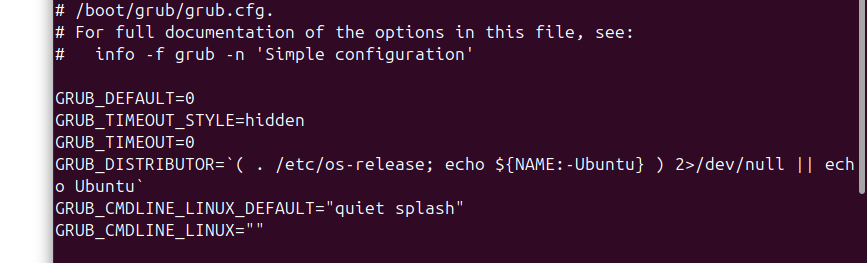 # /boot/grub/grub.cfg.
# For full documentation of the options in this file, see:
#   info -f grub -n 'Simple configuration'

GRUB_DEFAULT=0
GRUB_TIMEOUT_STYLE=hidden
GRUB_TIMEOUT=0
GRUB_DISTRIBUTOR=`( . /etc/os-release; echo ${NAME:-Ubuntu} ) 2>/dev/null || ech
o Ubuntu`
GRUB_CMDLINE_LINUX_DEFAULT="quiet splash"
GRUB_CMDLINE_LINUX=""